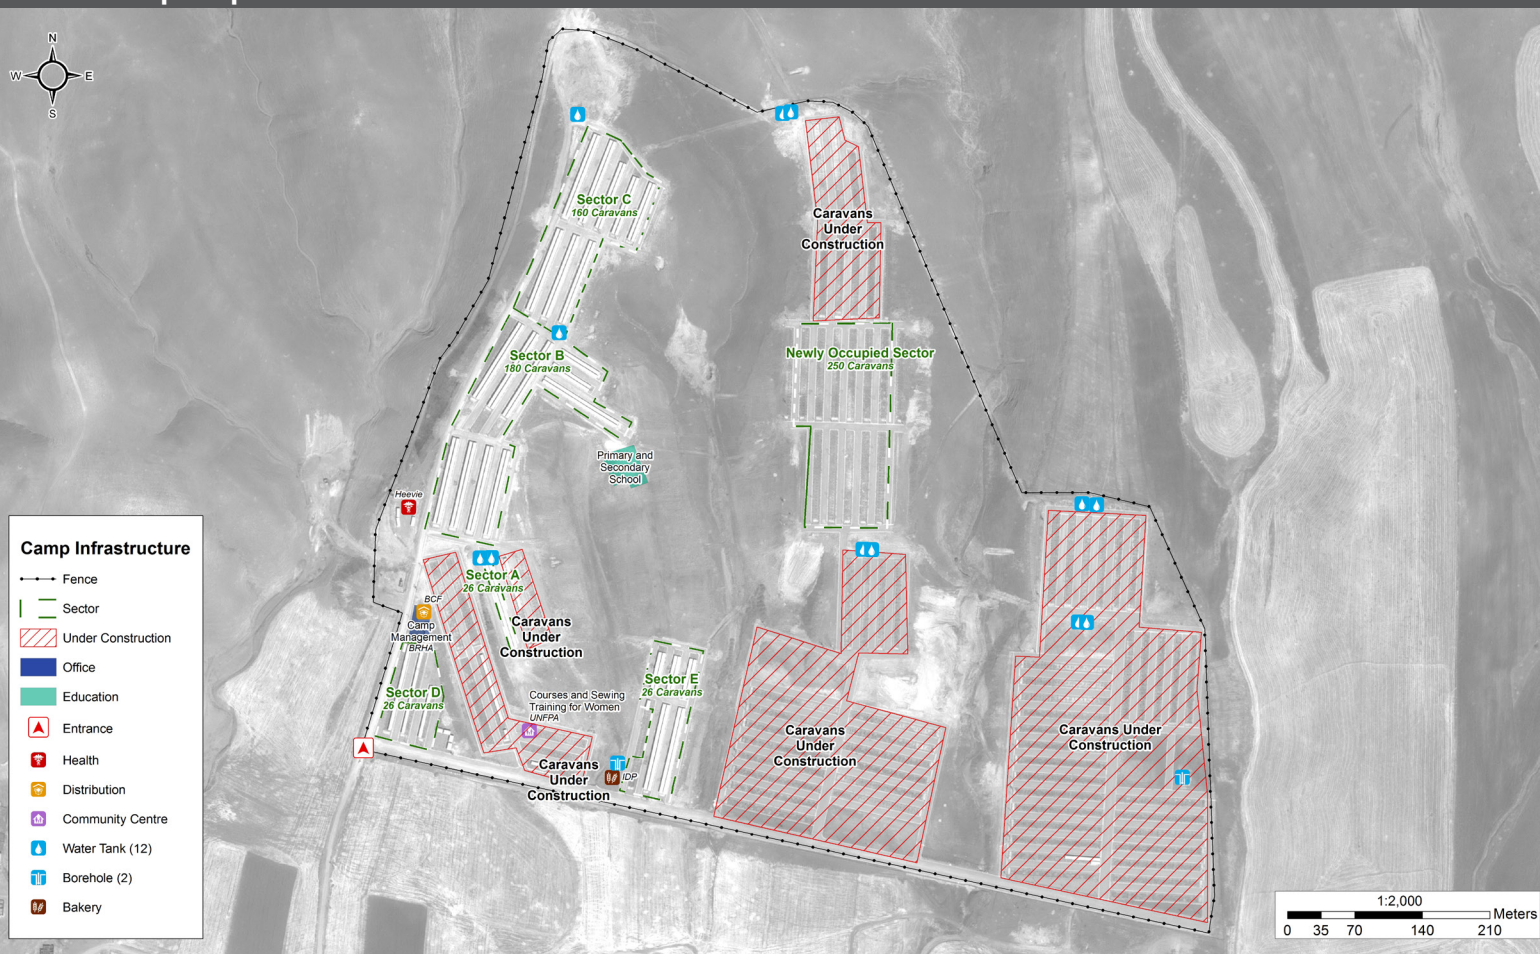 N
W E
S
Sector C
160 Caravans
Caravans
Under
Construction
Sector B
180 Caravans
Newly Occupied Sector
250 Caravans
Primary and
Secondary
School
Heevie
Sector A
26 Caravans
BCF
Camp
Management
BRHA
Caravans
Under
Construction
Sector D
26 Caravans
Sector E
26 Caravans
Courses and Sewing
Training for Women
UNFPA
Caravans
Under
Construction
IDP
Caravans
Under
Construction
Caravans Under
Construction
Camp Infrastructure
Fence
Sector
Under Construction
Office
Education
Entrance
Health
Distribution
Community Centre
Water Tank (12)
Borehole (2)
Bakery
1:2,000
Meters
0 35 70 140 210